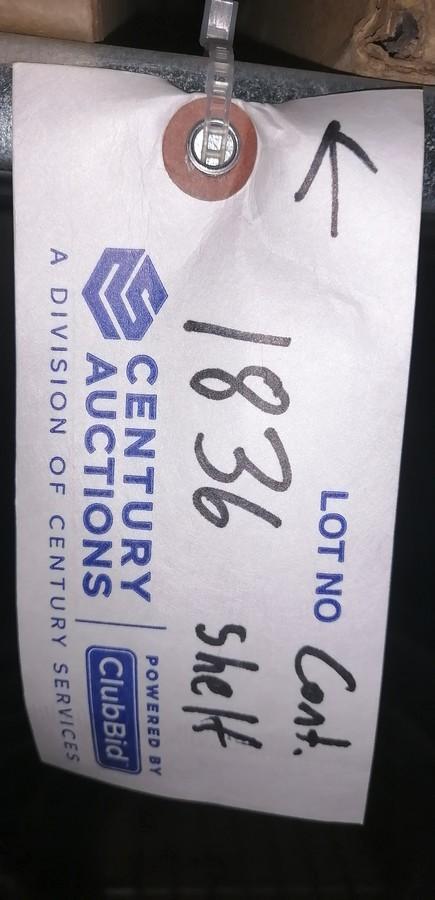 LOT NO Cont.
1836 shelf
CENTURY
AUCTIONS
POWERED BY
ClubBid
A DIVISION OF CENTURY SERVICES